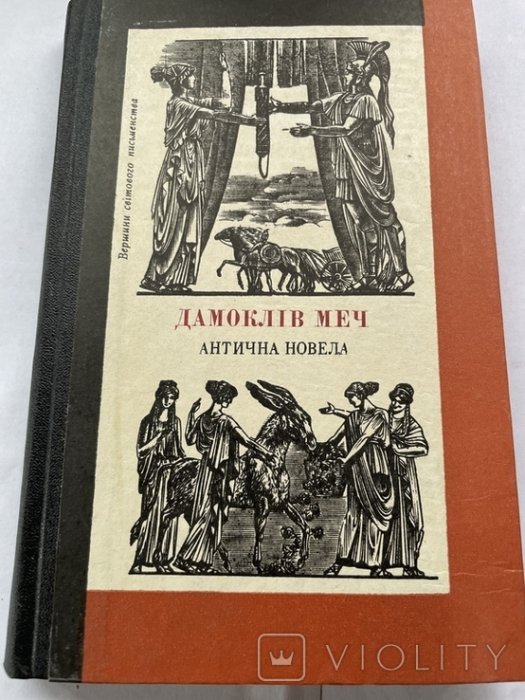 Вершини світового письменства
ДАМОКЛІВ МЕЧ
АНТИЧНА НОВЕЛА
VIOLITY